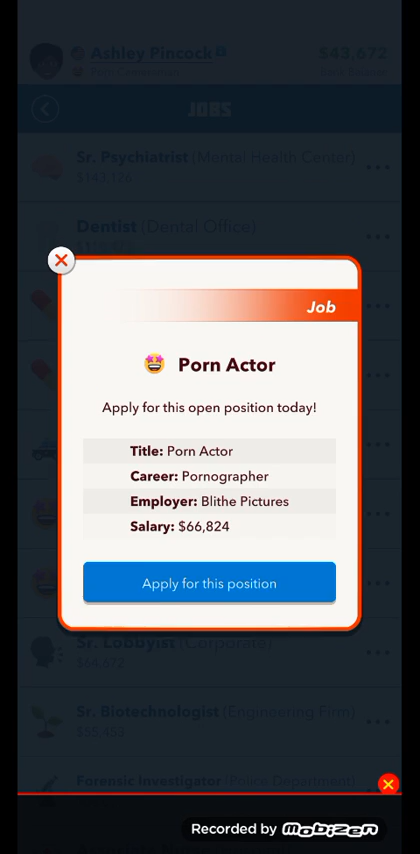 Ashley Pincock
$43,672
JOBS
Sr. Psychiatrist (Mental Health Center)
Dentist (Dental Office)
Job
Porn Actor
Apply for this open position today!
Title: Porn Actor
Career: Pornographer
Employer: Blithe Pictures
Salary: $66,824
Apply for this position
Sr. Lobbyist (Corporate)
$64,672
Sr. Biotechnologist (Engineering Firm)
Forensic Investigator (Police Department)
Recorded by Mobizen